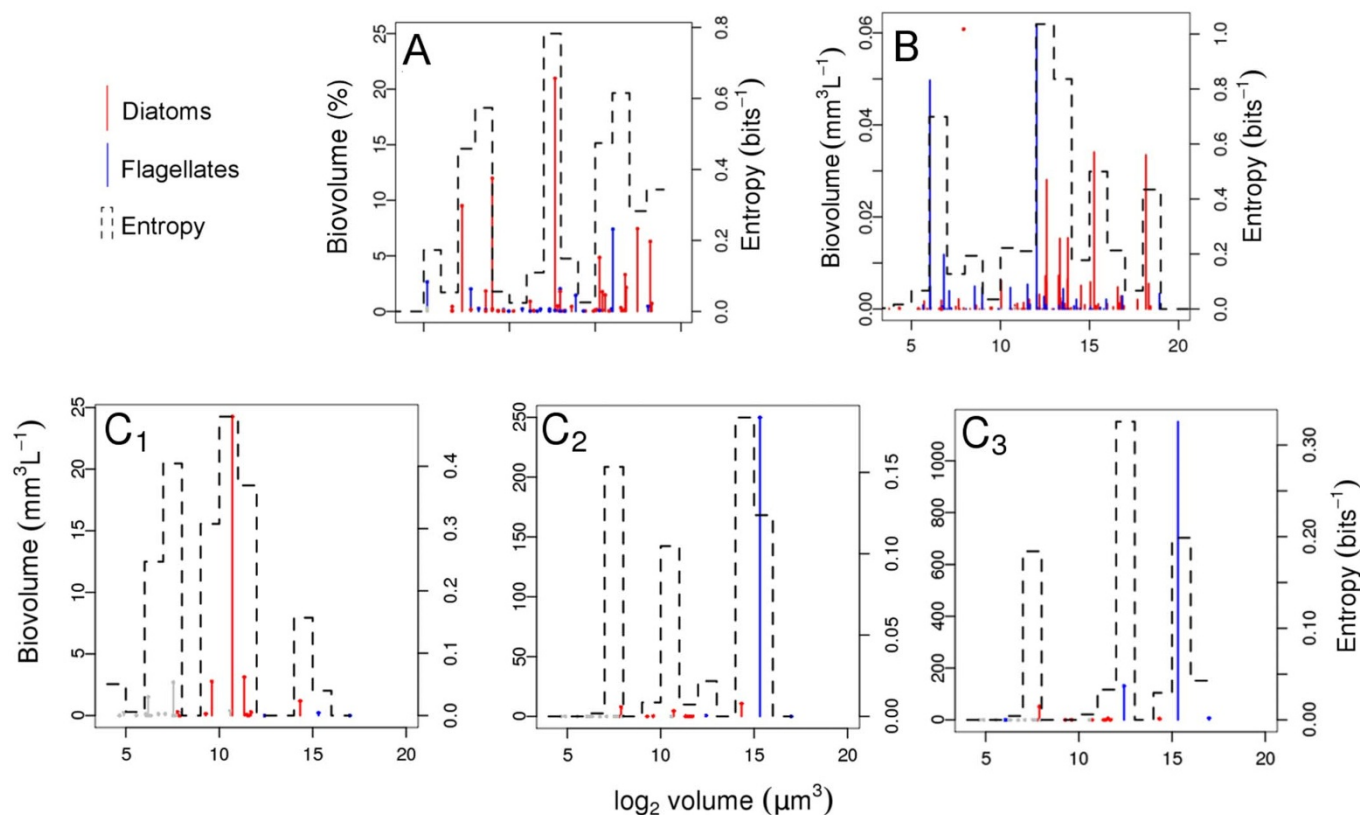 Diatoms
Flagellates
Entropy
A
Biovolume (%)
0 5 10 15 20 25
Entropy (bits⁻¹)
0.0 0.2 0.4 0.6 0.8
B
Biovolume (mm³L⁻¹)
0.00 0.02 0.04 0.06
Entropy (bits⁻¹)
0.0 0.2 0.4 0.6 0.8 1.0
5 10 15 20
C₁
Biovolume (mm³L⁻¹)
0 5 10 15 20 25
0.0 0.1 0.2 0.3 0.4
5 10 15 20
C₂
0 50 100 150 200 250
0.00 0.05 0.10 0.15
5 10 15 20
C₃
0 200 400 600 800 1000
0.00 0.10 0.20 0.30
Entropy (bits⁻¹)
5 10 15 20
log₂ volume (µm³)